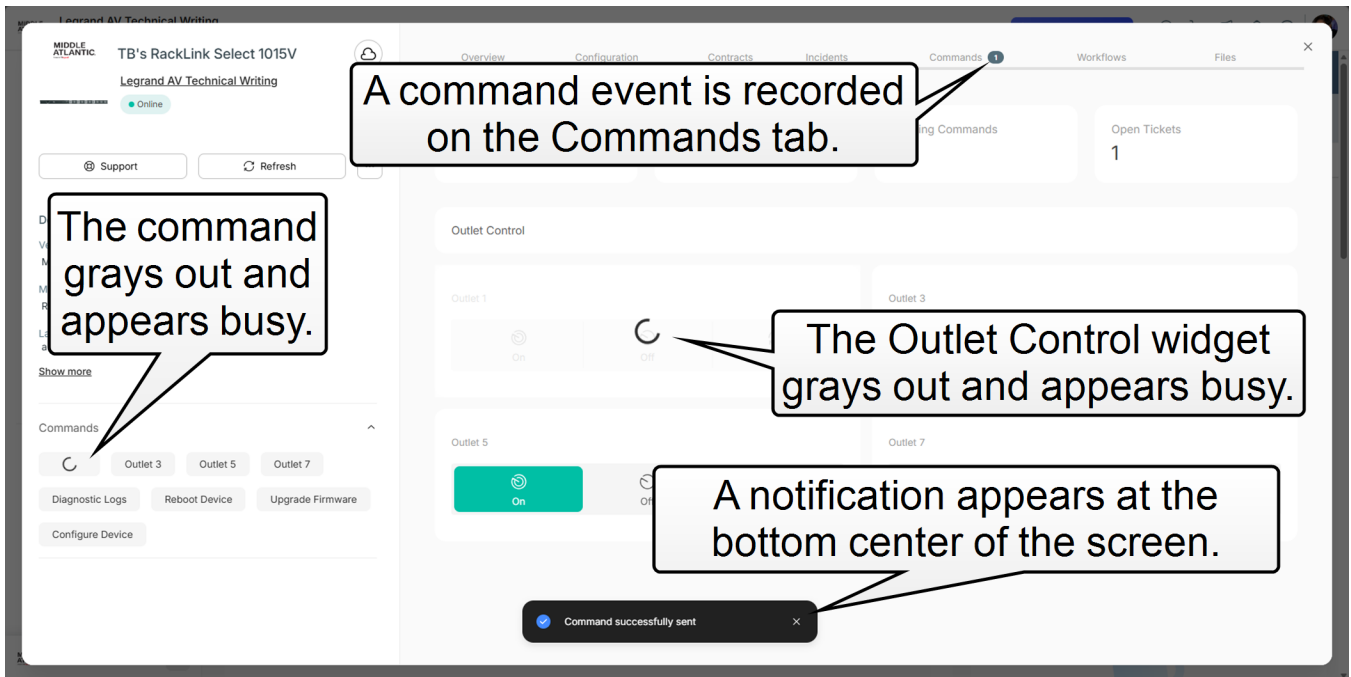 Legrand AV Technical Writing
MIDDLE
ATLANTIC
TB's RackLink Select 1015V
Legrand AV Technical Writing
Online
Support
Refresh
Show more
Commands
Outlet 3
Outlet 5
Outlet 7
Diagnostic Logs
Reboot Device
Upgrade Firmware
Configure Device
Overview
Configuration
Contracts
Incidents
Commands 1
Workflows
Files
Commands
Open Tickets
1
Outlet Control
Outlet 1
On
Off
Outlet 3
Outlet 5
On
Outlet 7
Command successfully sent
A command event is recorded
on the Commands tab.
The command
grays out and
appears busy.
The Outlet Control widget
grays out and appears busy.
A notification appears at the
bottom center of the screen.